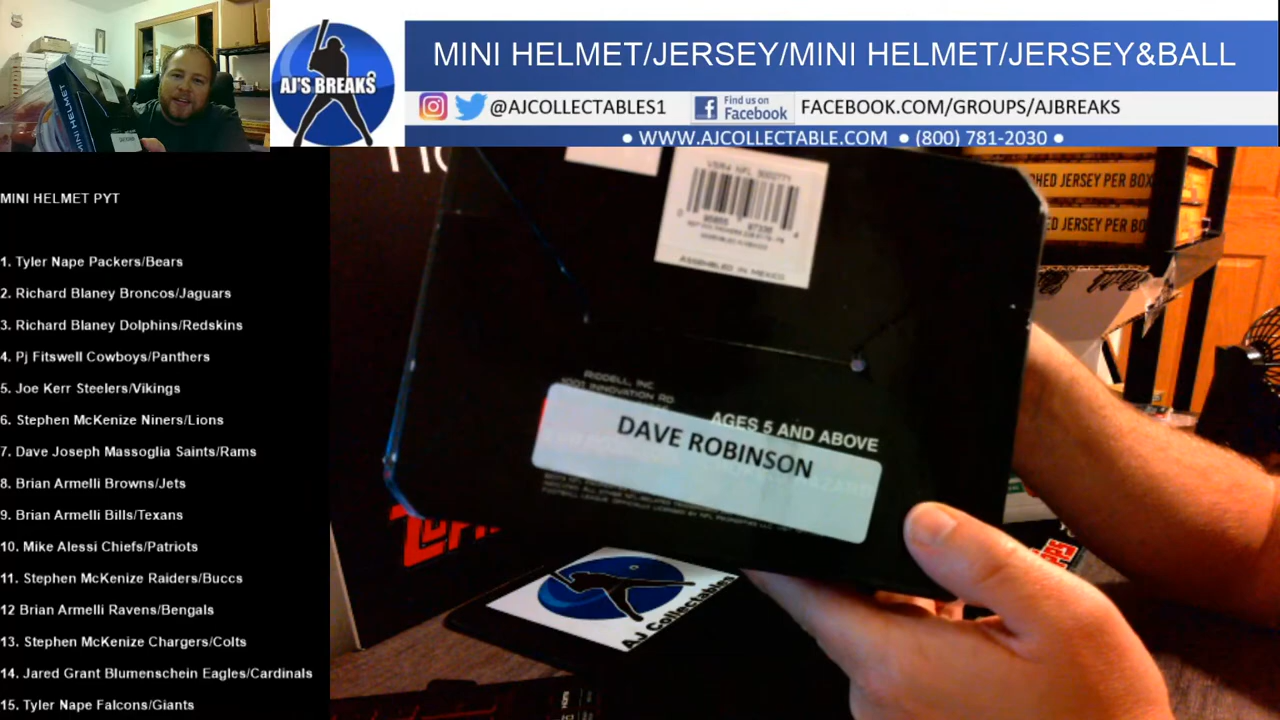 MINI HELMET/JERSEY/MINI HELMET/JERSEY&BALL
AJ'S BREAKS
@AJCOLLECTABLES1
Find us on
Facebook
FACEBOOK.COM/GROUPS/AJBREAKS
● WWW.AJCOLLECTABLE.COM ● (800) 781-2030 ●
MINI HELMET
MINI HELMET PYT
1. Tyler Nape Packers/Bears
2. Richard Blaney Broncos/Jaguars
3. Richard Blaney Dolphins/Redskins
4. Pj Fitswell Cowboys/Panthers
5. Joe Kerr Steelers/Vikings
6. Stephen McKenize Niners/Lions
7. Dave Joseph Massoglia Saints/Rams
8. Brian Armelli Browns/Jets
9. Brian Armelli Bills/Texans
10. Mike Alessi Chiefs/Patriots
11. Stephen McKenize Raiders/Buccs
12 Brian Armelli Ravens/Bengals
13. Stephen McKenize Chargers/Colts
14. Jared Grant Blumenschein Eagles/Cardinals
15. Tyler Nape Falcons/Giants
ASSEMBLED IN MEXICO
HED JERSEY PER BOX
ED JERSEY PER BO
RIDDELL, INC
INNOVATION RD
AGES 5 AND ABOVE
DAVE ROBINSON
AJ Collectables